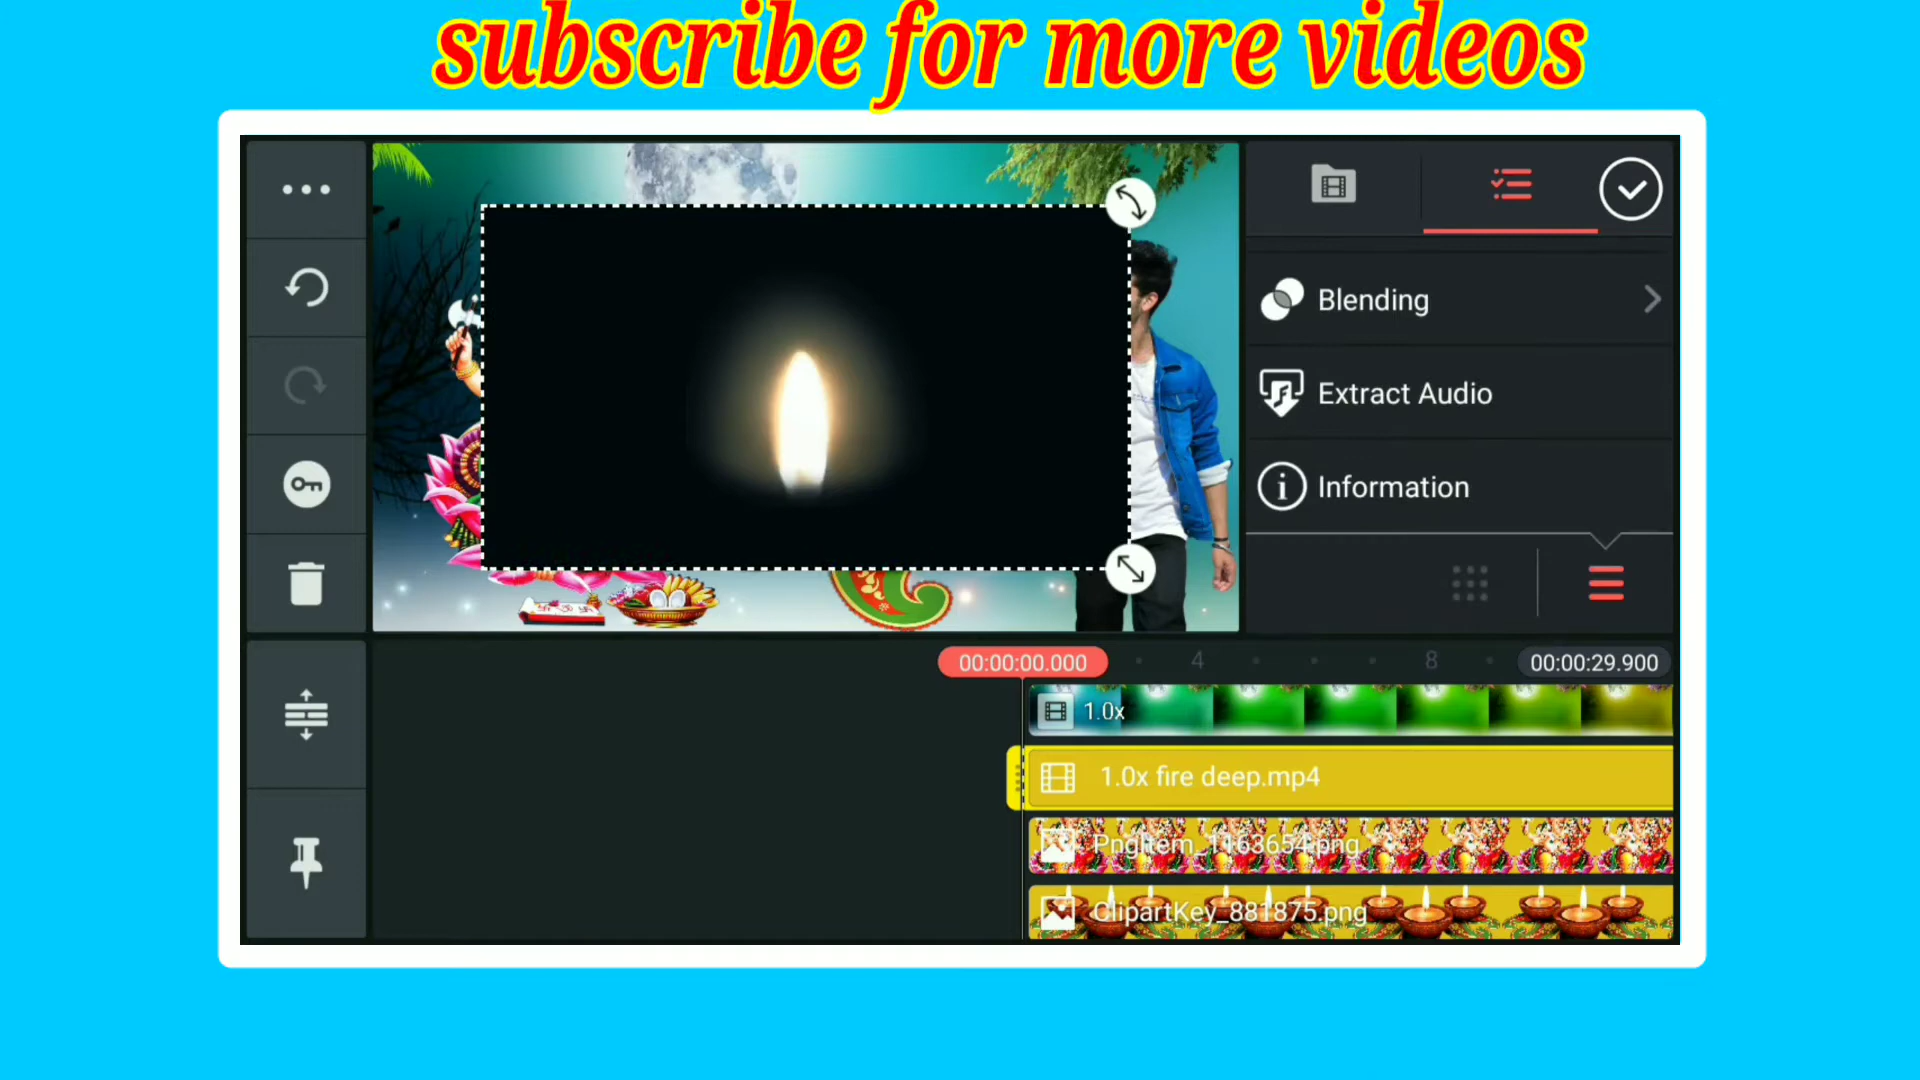 subscribe for more videos
Blending
Extract Audio
Information
00:00:00.000
4
8
00:00:29.900
1.0x
1.0x fire deep.mp4
PngItem_1163654.png
ClipartKey_881875.png